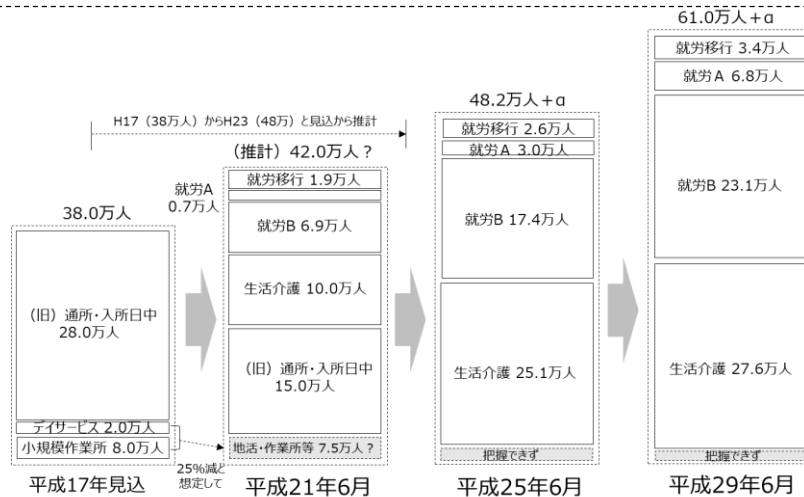 61.0万人+α
就労移行 3.4万人
就労A 6.8万人
就労B 23.1万人
生活介護 27.6万人
把握できず
平成29年6月
48.2万人+α
就労移行 2.6万人
就労A 3.0万人
就労B 17.4万人
生活介護 25.1万人
把握できず
平成25年6月
H17（38万人）からH23（48万）と見込から推計
（推計）42.0万人？
就労移行 1.9万人
就労A
0.7万人
就労B 6.9万人
生活介護 10.0万人
（旧）通所・入所日中
15.0万人
地活・作業所等 7.5万人？
平成21年6月
38.0万人
（旧）通所・入所日中
28.0万人
デイサービス 2.0万人
小規模作業所 8.0万人
25%減と
想定して
平成17年見込